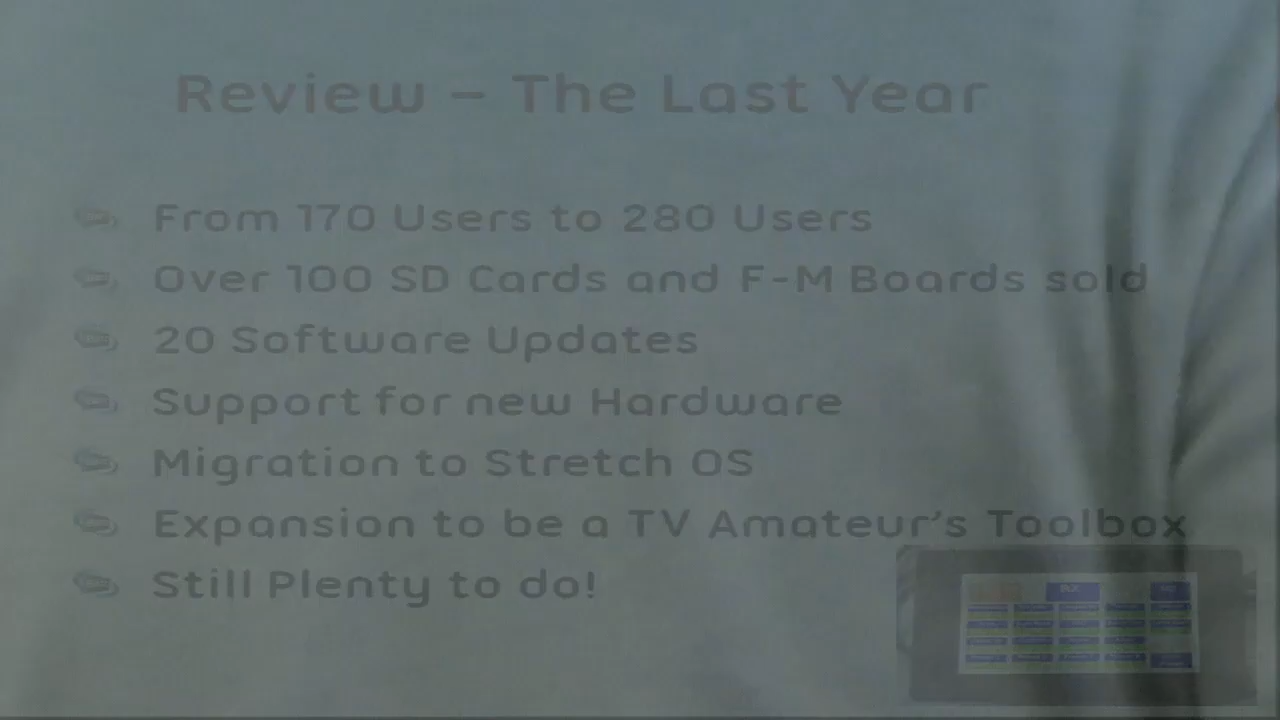 Review – The Last Year
From 170 Users to 280 Users
Over 100 SD Cards and F-M Boards sold
20 Software Updates
Support for new Hardware
Migration to Stretch OS
Expansion to be a TV Amateur's Toolbox
Still Plenty to do!